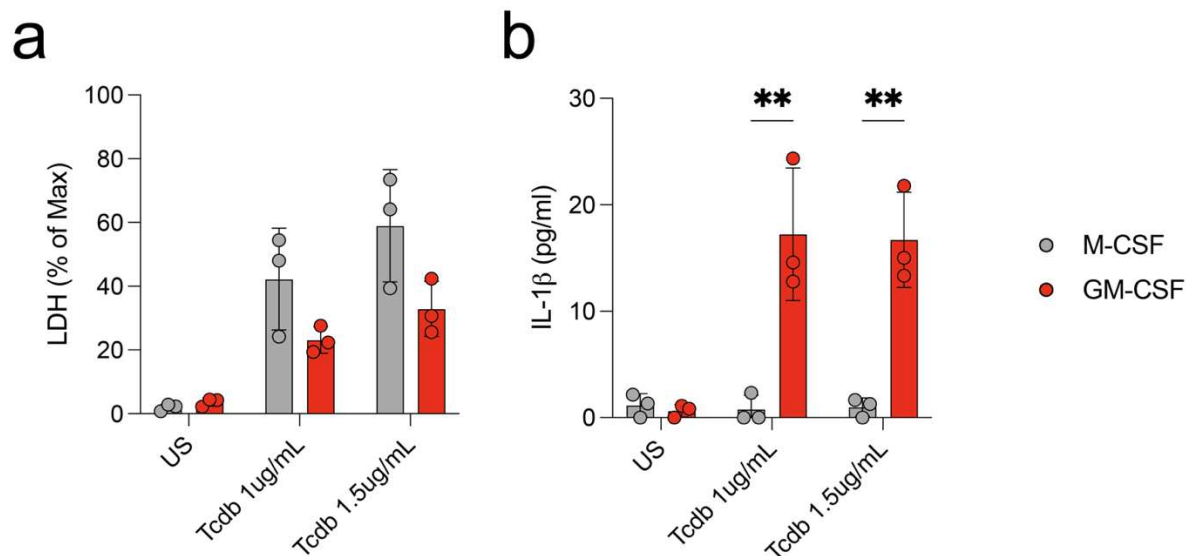 a
LDH (% of Max)
100
80
60
40
20
0
US
Tcdb 1ug/mL
Tcdb 1.5ug/mL
b
IL-1β (pg/ml)
30
20
10
0
** **
US
Tcdb 1ug/mL
Tcdb 1.5ug/mL
M-CSF
GM-CSF